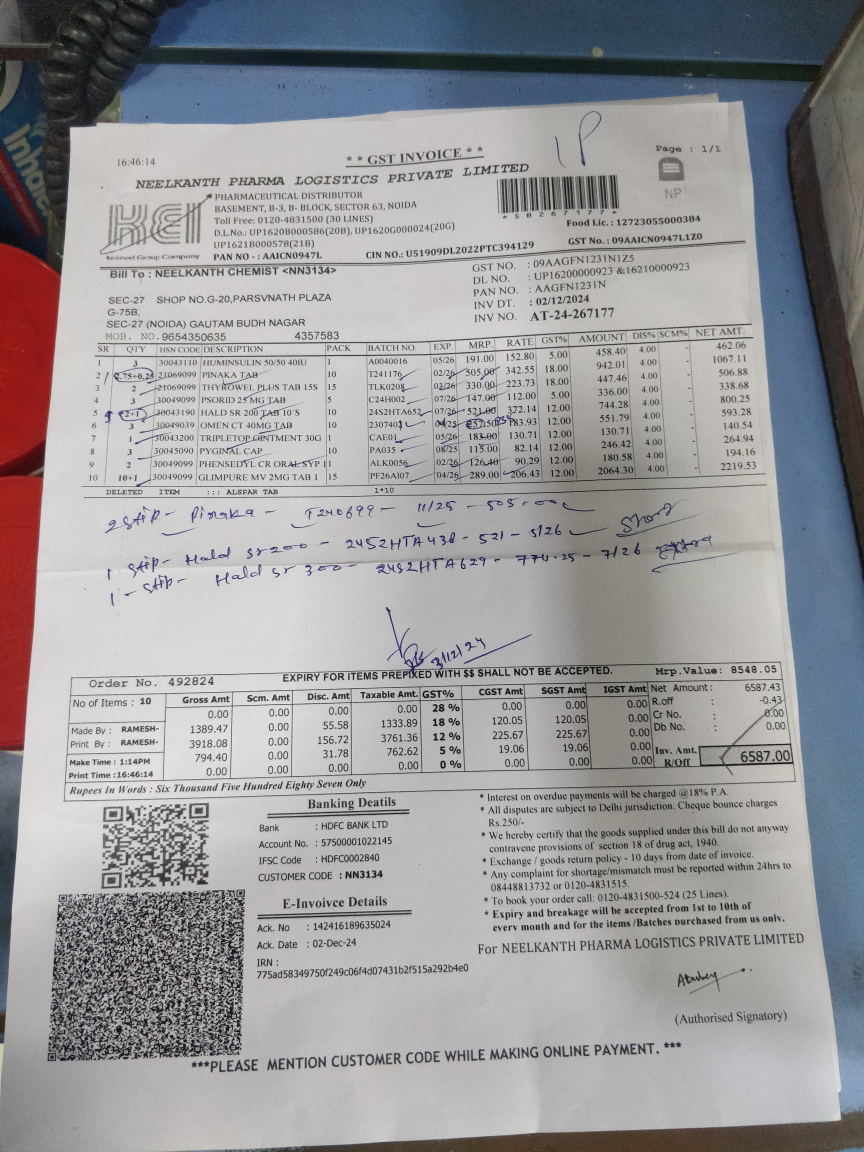 16:46:14
* * GST INVOICE * *
1P
Page : 1/1
NEELKANTH PHARMA LOGISTICS PRIVATE LIMITED
KEI
PHARMACEUTICAL DISTRIBUTOR
BASEMENT, B-3, B- BLOCK, SECTOR 63, NOIDA
Toll Free: 0120-4831500 (30 LINES)
D.L.No.: UP1620B000586(20B), UP1620G000024(20G)
UP1621B000578(21B)
PAN NO - : AAICN0947L
CIN NO.: U51909DL2022PTC394129
*SB267177*
NP
Food Lic. : 12723055000384
GST No. : 09AAICN0947L1Z0
Bill To : NEELKANTH CHEMIST <NN3134>
SEC-27 SHOP NO.G-20,PARSVNATH PLAZA
G-75B,
SEC-27 (NOIDA) GAUTAM BUDH NAGAR
MOB. NO.9654350635 4357583
GST NO. : 09AAGFN1231N1Z5
DL NO. : UP16200000923 &16210000923
PAN NO. : AAGFN1231N
INV DT. : 02/12/2024
INV NO. AT-24-267177
SR QTY HSN CODE DESCRIPTION PACK BATCH NO. EXP. MRP. RATE GST% AMOUNT DIS% SCM% NET AMT.
1 3 30043110 HUMINSULIN 50/50 40IU 1 A0040016 05/26 191.00 152.80 5.00 458.40 4.00 - 462.06
2 2.75+0.25 21069099 PINAKA TAB 10 T241176 02/26 505.00 342.55 18.00 942.01 4.00 - 1067.11
3 2 21069099 THYROWEL PLUS TAB 15S 15 TLK0208 03/26 330.00 223.73 18.00 447.46 4.00 - 506.88
4 3 30049099 PSORID 25 MG TAB 5 C24H002 07/26 147.00 112.00 5.00 336.00 4.00 - 338.68
5 2+1 30043190 HALD SR 200 TAB 10'S 10 24S2HTA652 07/26 521.00 372.14 12.00 744.28 4.00 - 800.25
6 3 30049039 OMEN CT 40MG TAB 10 2307401 237.50 183.93 12.00 551.79 4.00 - 593.28
7 1 30043200 TRIPLETOP OINTMENT 30G 1 CAE01 05/26 183.00 130.71 12.00 130.71 4.00 - 140.54
8 3 30045090 PYGINAL CAP 10 PA035 08/25 115.00 82.14 12.00 246.42 4.00 - 264.94
9 2 30049099 PHENSEDYL CR ORAL SYP 1 1 ALK0056 02/26 126.40 90.29 12.00 180.58 4.00 - 194.16
10 10+1 30049099 GLIMPURE MV 2MG TAB 1 15 PF26AI07 04/26 289.00 206.43 12.00 2064.30 4.00 - 2219.53
DELETED ITEM ::: ALSPAR TAB 1*10
2 Stip - Pinaka - T240699 - 11/25 - 505.00
1 Stip - Hald sr 200 - 24S2HTA438 - 521 - 5/26 Short
1 - Stip - Hald sr 300 - 24S2HTA629 - 774.25 - 7/26 Extra
3/12/24
Order No. 492824
EXPIRY FOR ITEMS PREFIXED WITH $$ SHALL NOT BE ACCEPTED.
Mrp.Value: 8548.05
No of Items : 10
Made By : RAMESH-
Print By : RAMESH-
Make Time : 1:14PM
Print Time :16:46:14
Gross Amt Scm. Amt Disc. Amt Taxable Amt. GST% CGST Amt SGST Amt IGST Amt
0.00 0.00 0.00 0.00 28 % 0.00 0.00 0.00
1389.47 0.00 55.58 1333.89 18 % 120.05 120.05 0.00
3918.08 0.00 156.72 3761.36 12 % 225.67 225.67 0.00
794.40 0.00 31.78 762.62 5 % 19.06 19.06 0.00
0.00 0.00 0.00 0.00 0 % 0.00 0.00 0.00
Net Amount : 6587.43
R.off -0.43
Cr No. : 0.00
Db No. : 0.00
Inv. Amt. R/Off 6587.00
Rupees In Words : Six Thousand Five Hundred Eighty Seven Only
Banking Deatils
Bank : HDFC BANK LTD
Account No. : 57500001022145
IFSC Code : HDFC0002840
CUSTOMER CODE : NN3134
E-Invoivce Details
Ack. No : 142416189635024
Ack. Date : 02-Dec-24
IRN :
775ad58349750f249c06f4d07431b2f515a292b4e0
* Interest on overdue payments will be charged @18% P.A.
* All disputes are subject to Delhi jurisdiction. Cheque bounce charges
Rs.250/-
* We hereby certify that the goods supplied under this bill do not anyway
contravene provisions of section 18 of drug act, 1940.
* Exchange / goods return policy - 10 days from date of invoice.
* Any complaint for shortage/mismatch must be reported within 24hrs to
08448813732 or 0120-4831515.
* To book your order call: 0120-4831500-524 (25 Lines).
* Expiry and breakage will be accepted from 1st to 10th of
every month and for the items /Batches purchased from us only.
For NEELKANTH PHARMA LOGISTICS PRIVATE LIMITED
(Authorised Signatory)
***PLEASE MENTION CUSTOMER CODE WHILE MAKING ONLINE PAYMENT. ***